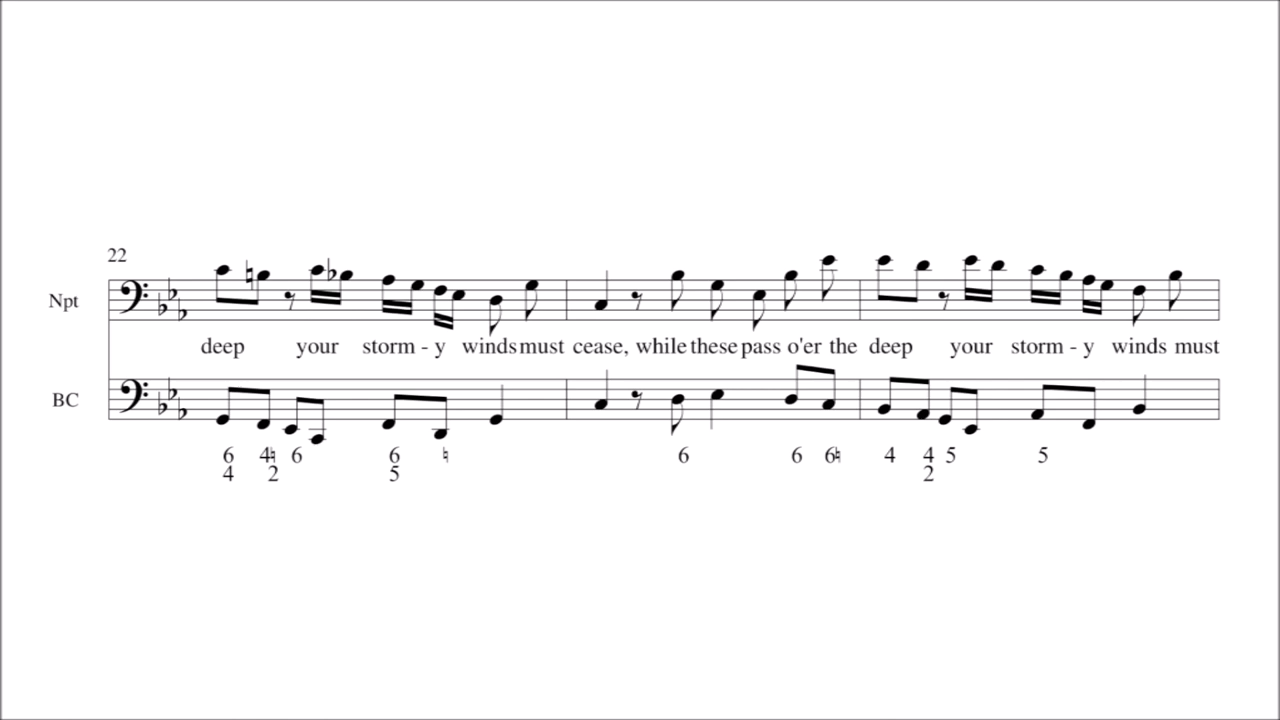 22
Npt
deep your storm - y winds must cease, while these pass o'er the deep your storm - y winds must
BC
6 4♮ 6 6 ♮ 6 6 6♮ 4 4 5 5
4 2 5 2